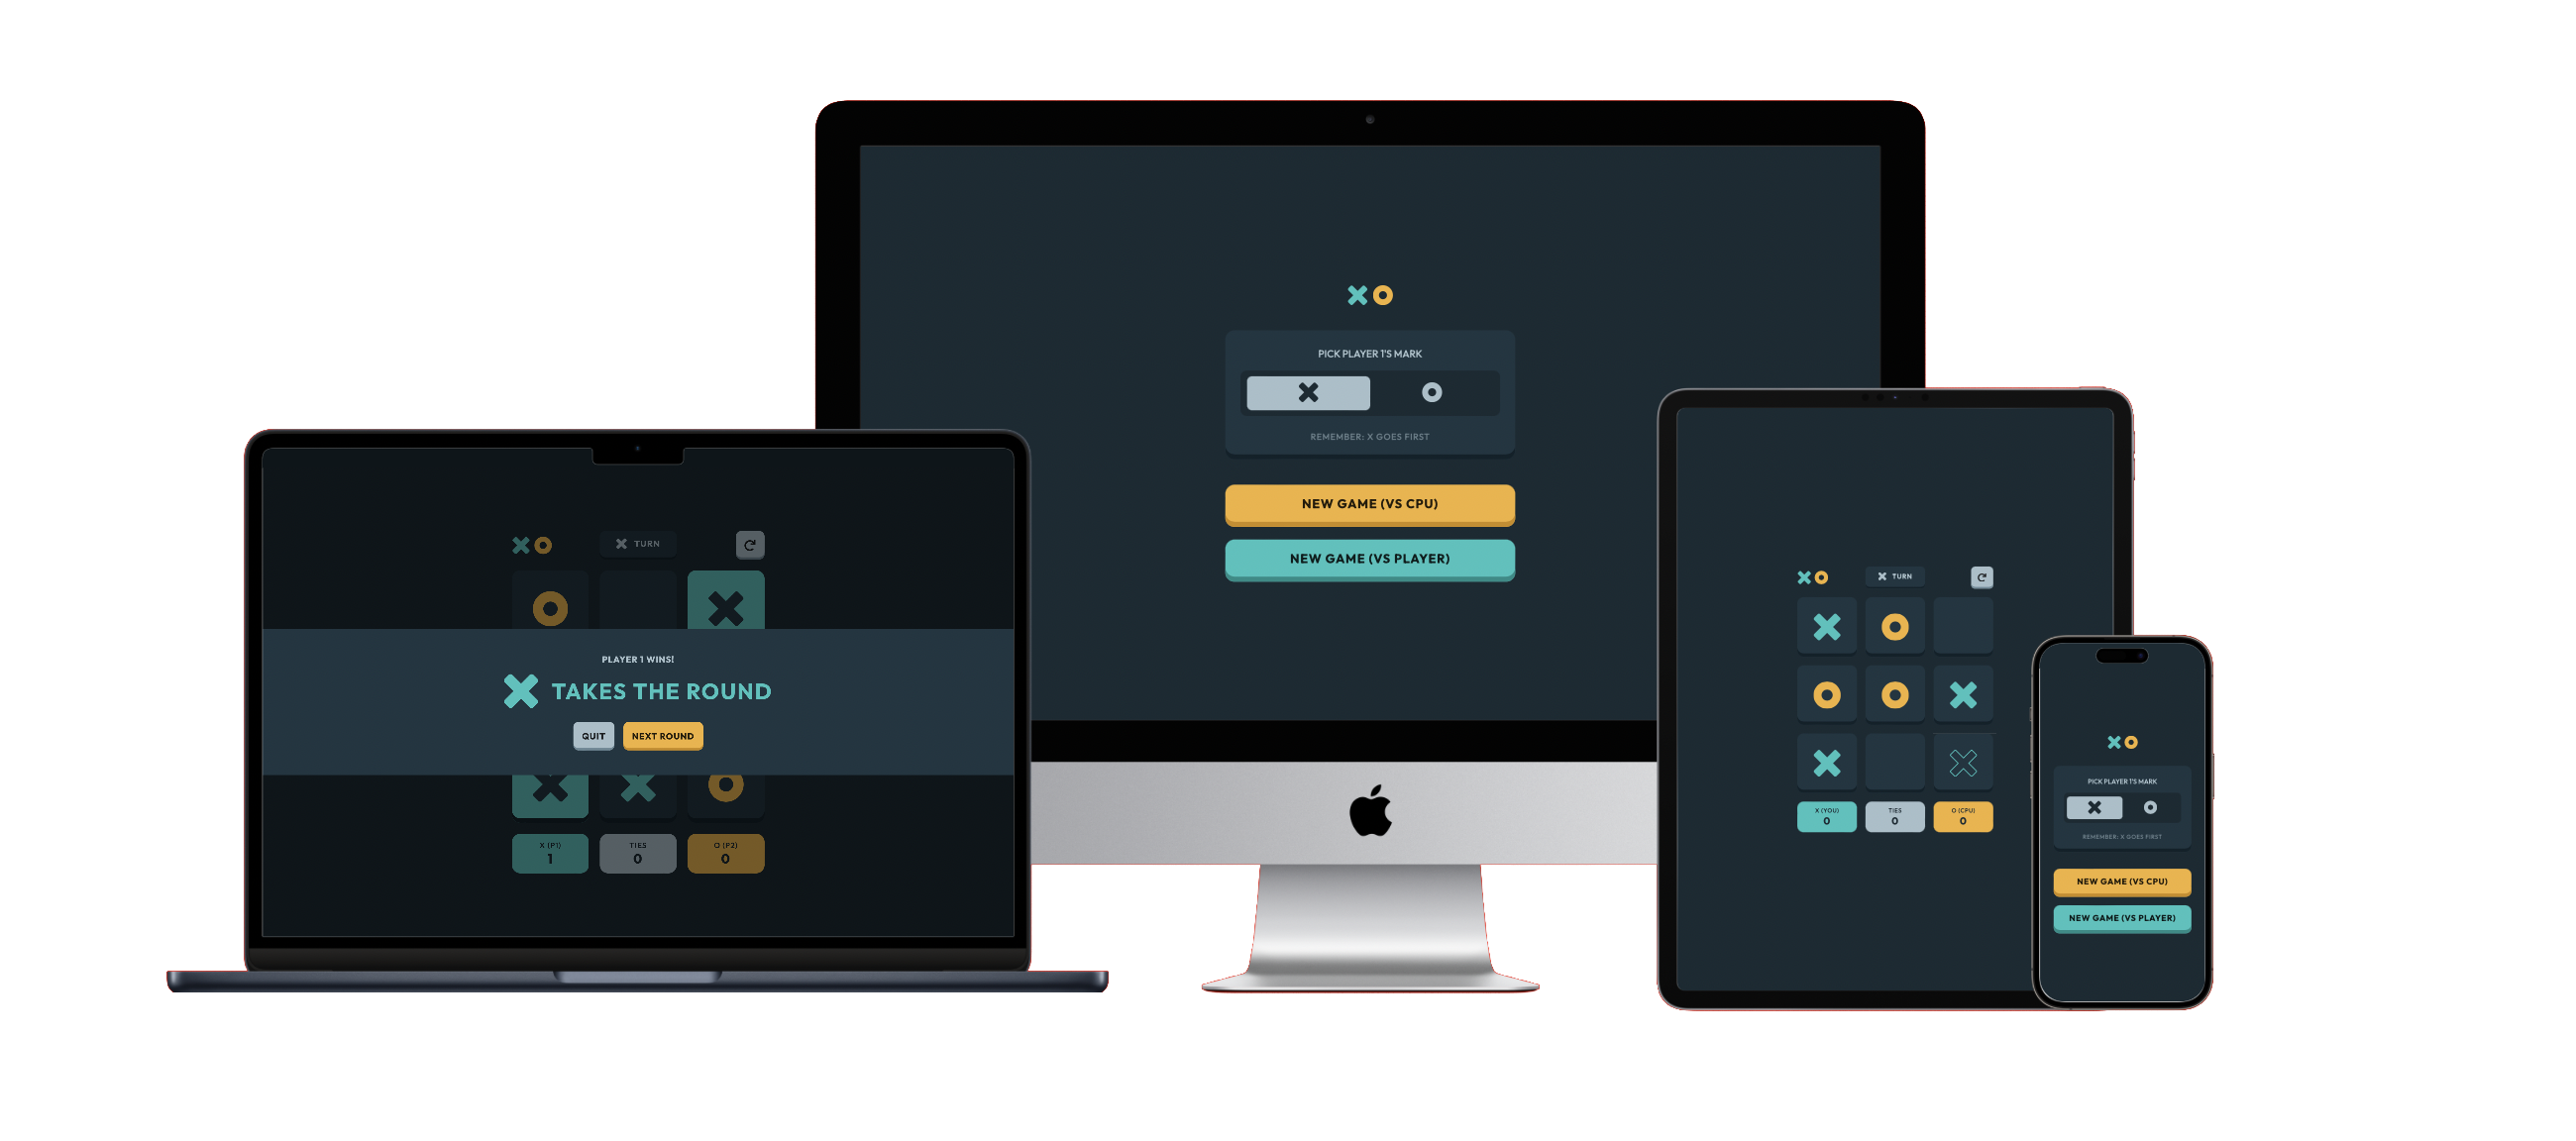 PICK PLAYER 1'S MARK
REMEMBER: X GOES FIRST
NEW GAME (VS CPU)
NEW GAME (VS PLAYER)
TURN
PLAYER 1 WINS!
TAKES THE ROUND
QUIT
NEXT ROUND
X (P1)
TIES
O (P2)
1
0
0
TURN
X (YOU)
TIES
O (CPU)
0
0
0
PICK PLAYER 1'S MARK
REMEMBER: X GOES FIRST
NEW GAME (VS CPU)
NEW GAME (VS PLAYER)